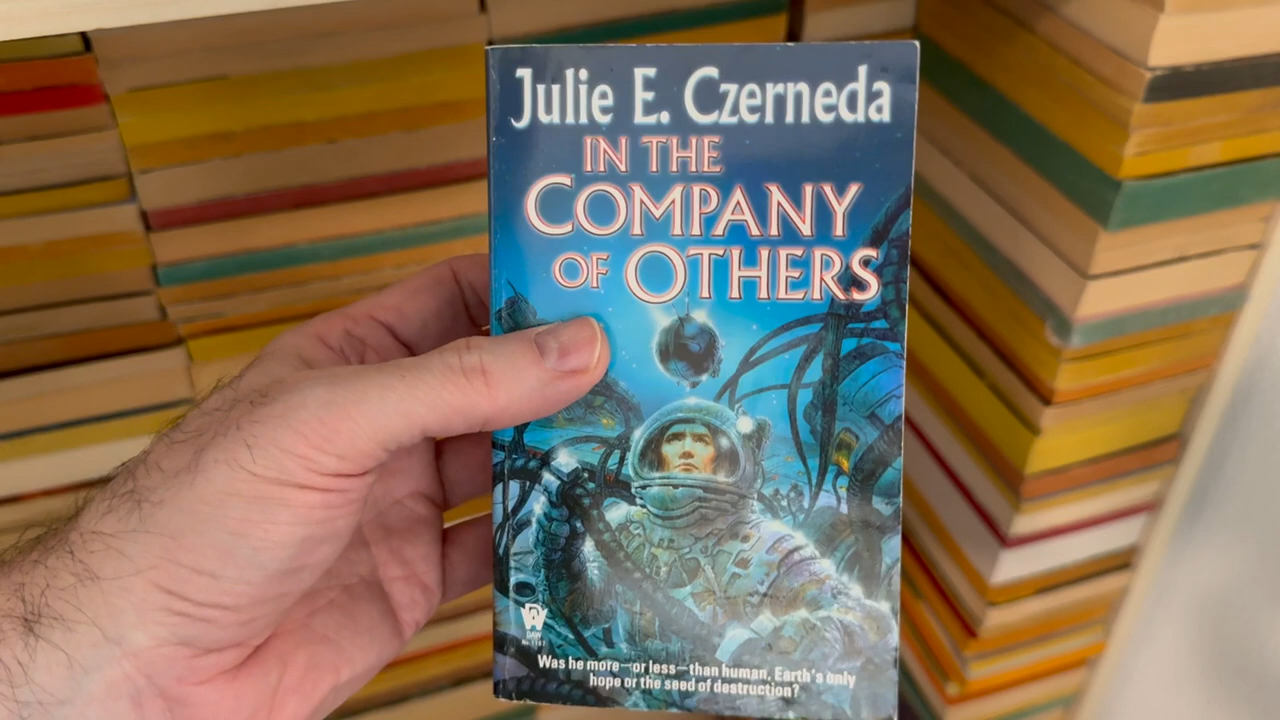 Julie E. Czerneda
IN THE
COMPANY
OF OTHERS
DAW
Was he more—or less—than human, Earth's only
hope or the seed of destruction?